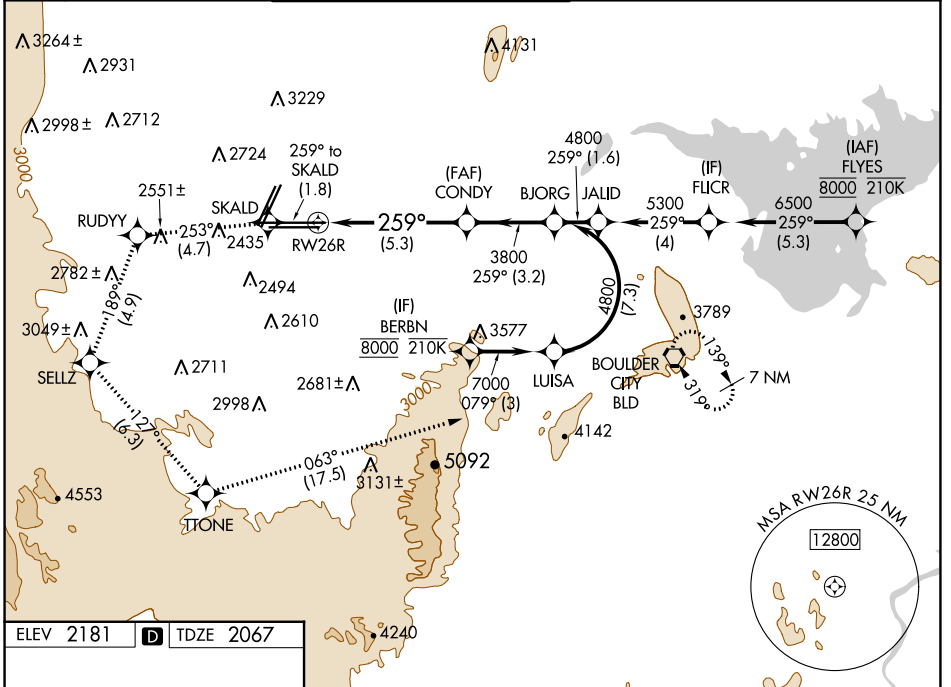 3264±
2931
2998±
2712
3229
4131
2724
3000
2551±
259° to
SKALD
(1.8)
(FAF)
CONDY
4800
259° (1.6)
BJORG
JALID
(IF)
FLICR
(IAF)
FLYES
8000 210K
RUDYY
SKALD
253°
(4.7)
2435
RW26R
259°
(5.3)
5300
259
(4)
6500
259°
(5.3)
3800
259° (3.2)
2782±
189°
(4.9)
2494
4800
(7.3)
3049±
2610
(IF)
BERBN
8000 210K
3577
3789
SELLZ
2711
2681±
3000
7000
079° (3)
LUISA
BOULDER
CITY
BLD
139°
319°
7 NM
2998
127°
(6.3)
063°
(17.5)
3131±
5092
4142
4553
TTONE
MSA RW26R 25 NM
12800
ELEV 2181 D TDZE 2067
4240